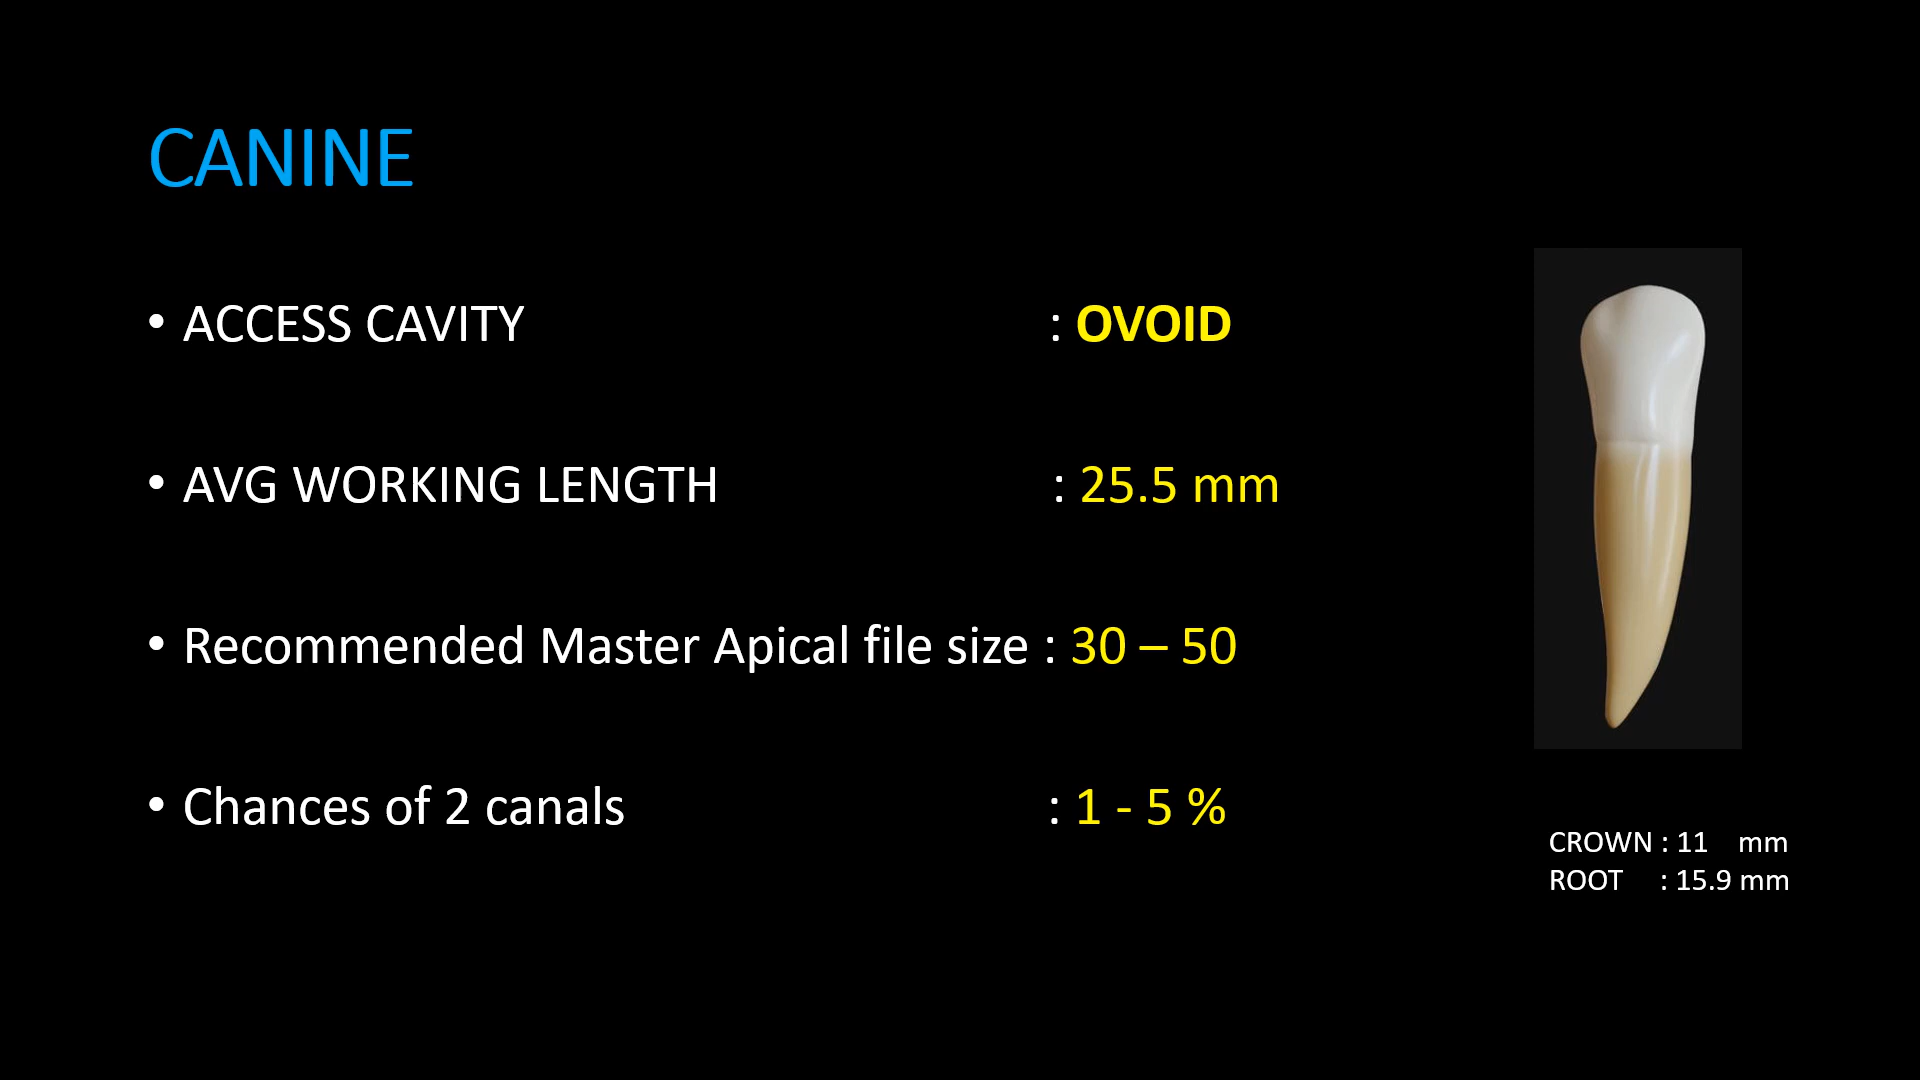 CANINE
• ACCESS CAVITY : OVOID
• AVG WORKING LENGTH : 25.5 mm
• Recommended Master Apical file size : 30 – 50
• Chances of 2 canals : 1 - 5 %
CROWN : 11 mm
ROOT : 15.9 mm